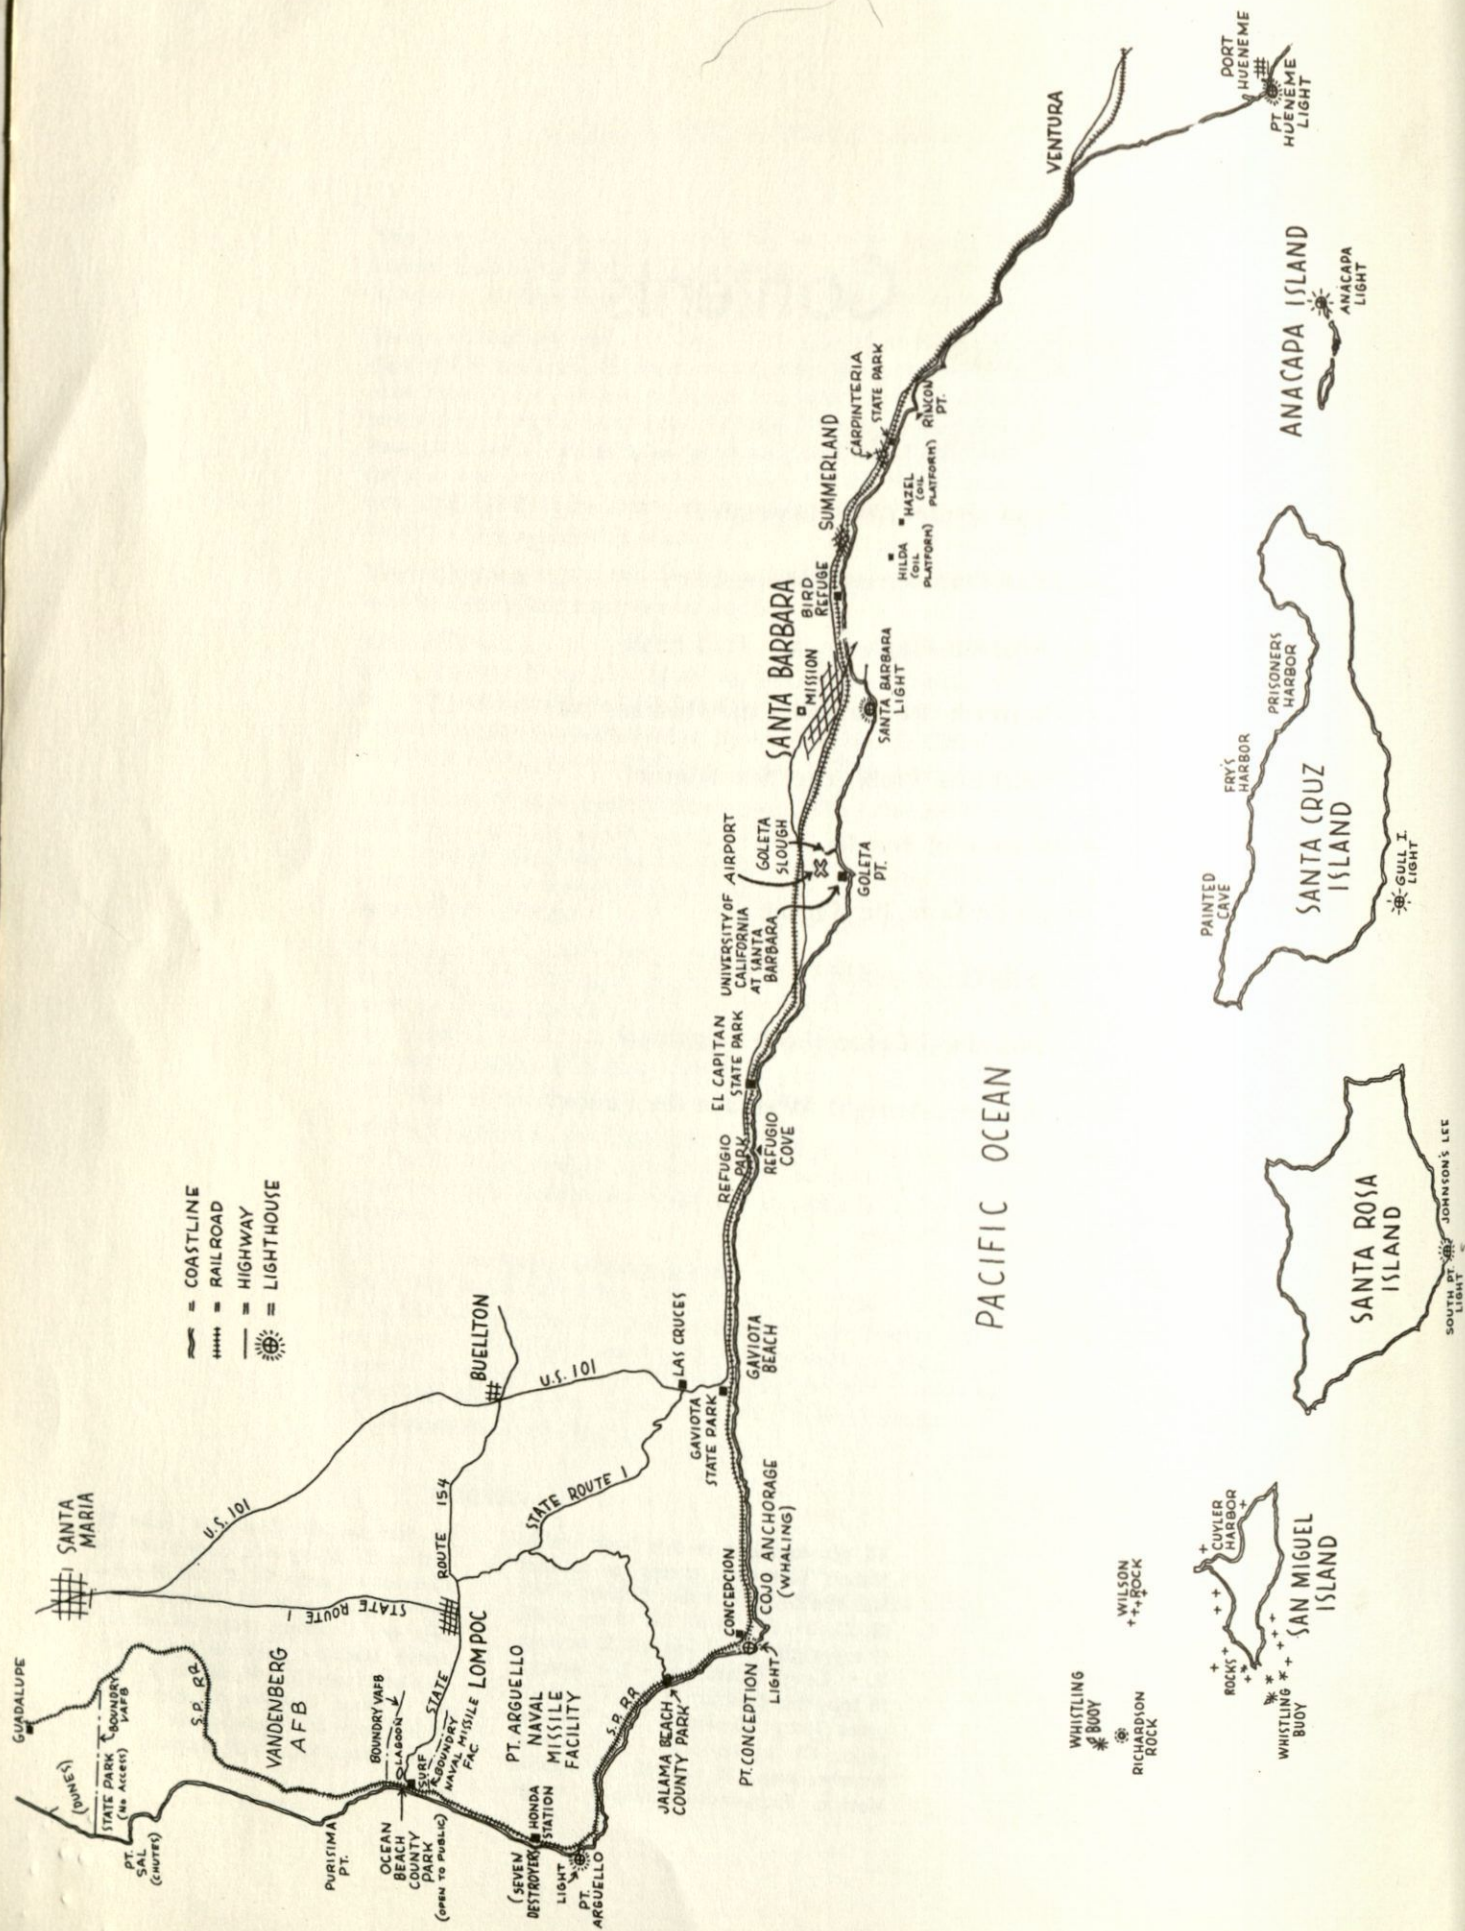 GUADALUPE
(DUNES)
STATE PARK
(No Access)
BOUNDRY
VAFB
PT.
SAL
(CHUTES)
SANTA
MARIA
S.P. RR
VANDENBERG
AFB
U.S. 101
STATE ROUTE 1
PURISIMA
PT.
BOUNDRY VAFB
LAGOON
OCEAN
BEACH
COUNTY
PARK
(OPEN TO PUBLIC)
SURF
BOUNDRY
NAVAL MISSILE
FAC
STATE
ROUTE 154
LOMPOC
BUELLTON
U.S. 101
STATE ROUTE 1
LAS CRUCES
PT. ARGUELLO
NAVAL
MISSILE
FACILITY
HONDA
STATION
(SEVEN
DESTROYERS)
LIGHT
PT.
ARGUELLO
S.P. RR
JALAMA BEACH
COUNTY PARK
PT. CONCEPTION
LIGHT
CONCEPCION
COJO ANCHORAGE
(WHALING)
GAVIOTA
STATE PARK
GAVIOTA
BEACH
= COASTLINE
= RAILROAD
= HIGHWAY
= LIGHTHOUSE
REFUGIO
PARK
REFUGIO
COVE
EL CAPITAN
STATE PARK
UNIVERSITY OF
CALIFORNIA
AT SANTA
BARBARA
AIRPORT
GOLETA
SLOUGH
GOLETA
PT.
SANTA BARBARA
MISSION
BIRD
REFUGE
SANTA BARBARA
LIGHT
SUMMERLAND
HILDA
(OIL
PLATFORM)
HAZEL
(OIL
PLATFORM)
CARPINTERIA
STATE PARK
RINCON
PT.
VENTURA
PORT
HUENEME
PT
HUENEME
LIGHT
PACIFIC OCEAN
WHISTLING
BUOY
RICHARDSON
ROCK
WILSON
ROCK
ROCKS
WHISTLING
BUOY
CUYLER
HARBOR
SAN MIGUEL
ISLAND
SANTA ROSA
ISLAND
SOUTH PT.
LIGHT
JOHNSON'S LEE
PAINTED
CAVE
FRY'S
HARBOR
PRISONERS
HARBOR
SANTA CRUZ
ISLAND
GULL I.
LIGHT
ANACAPA ISLAND
ANACAPA
LIGHT